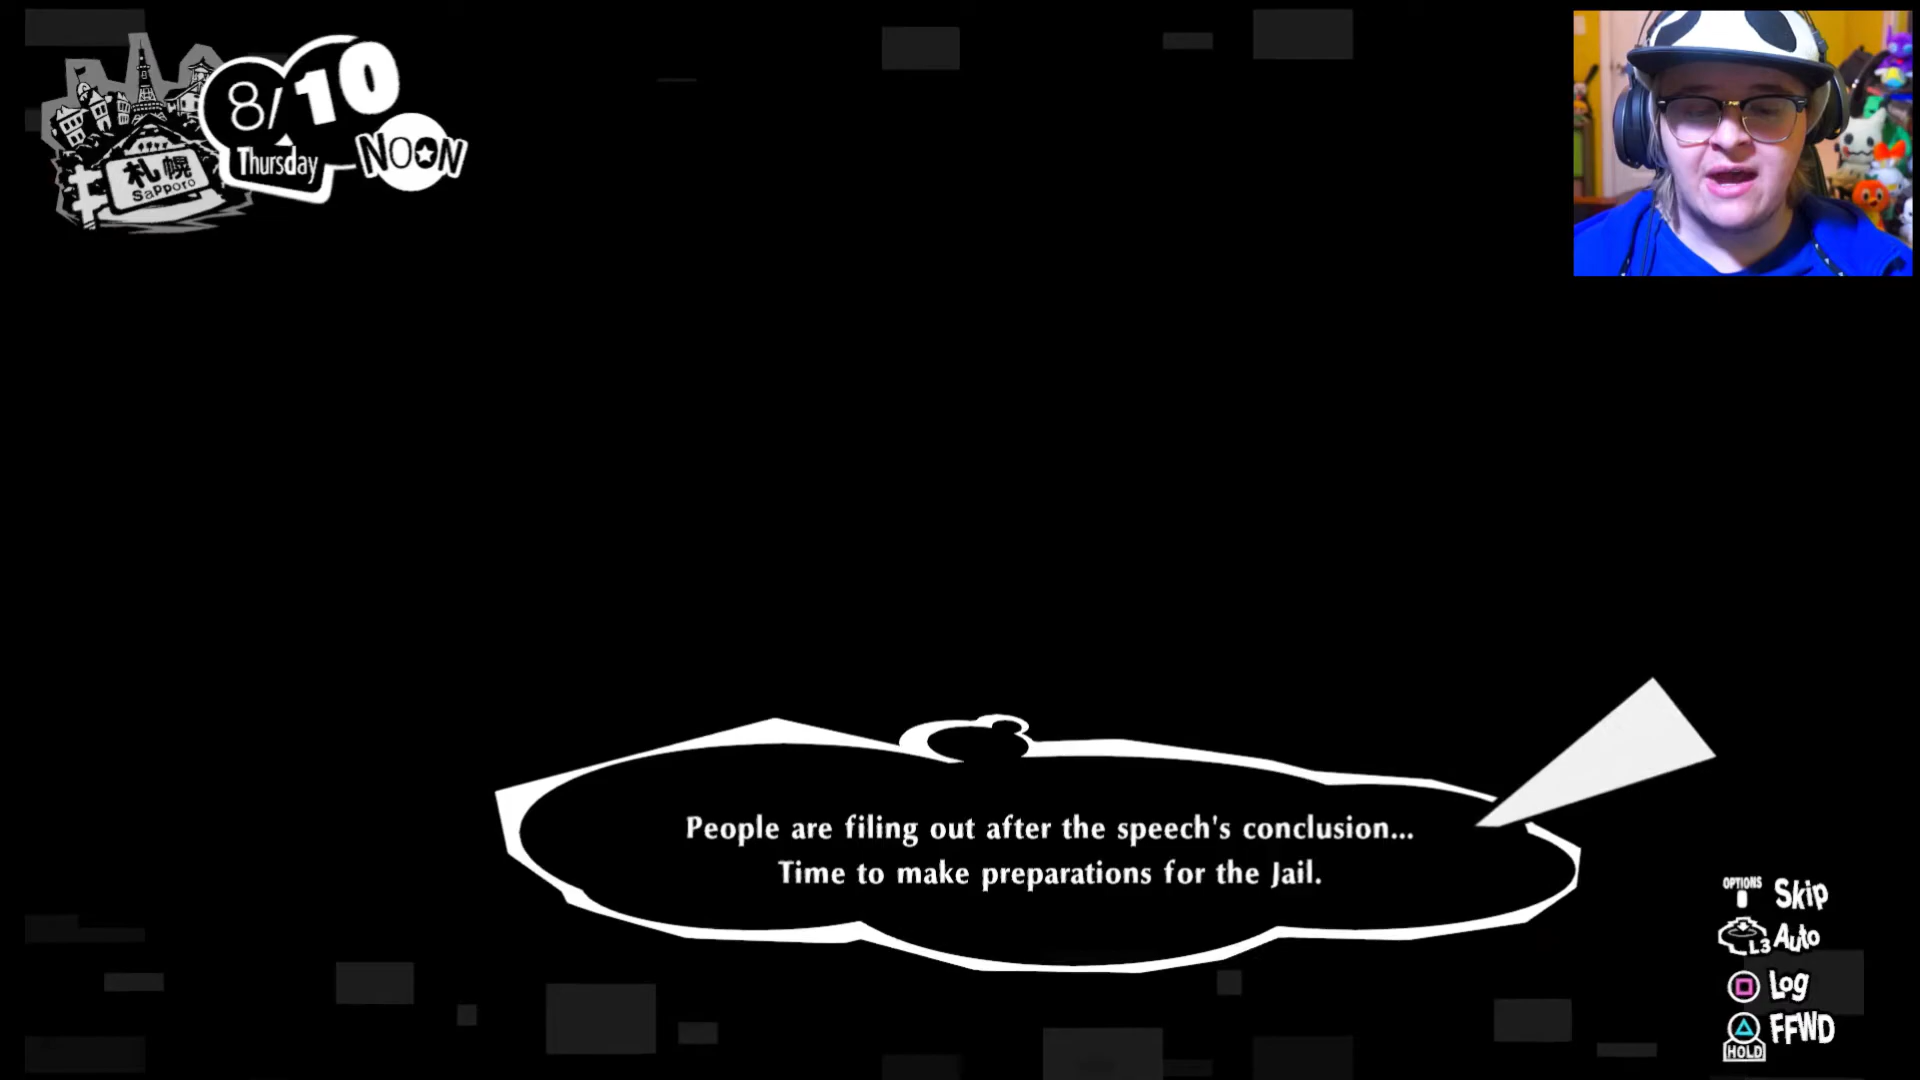 8/10
Thursday
NOON
札幌
Sapporo
People are filing out after the speech's conclusion...
Time to make preparations for the Jail.
OPTIONS Skip
L3 Auto
Log
FFWD
HOLD